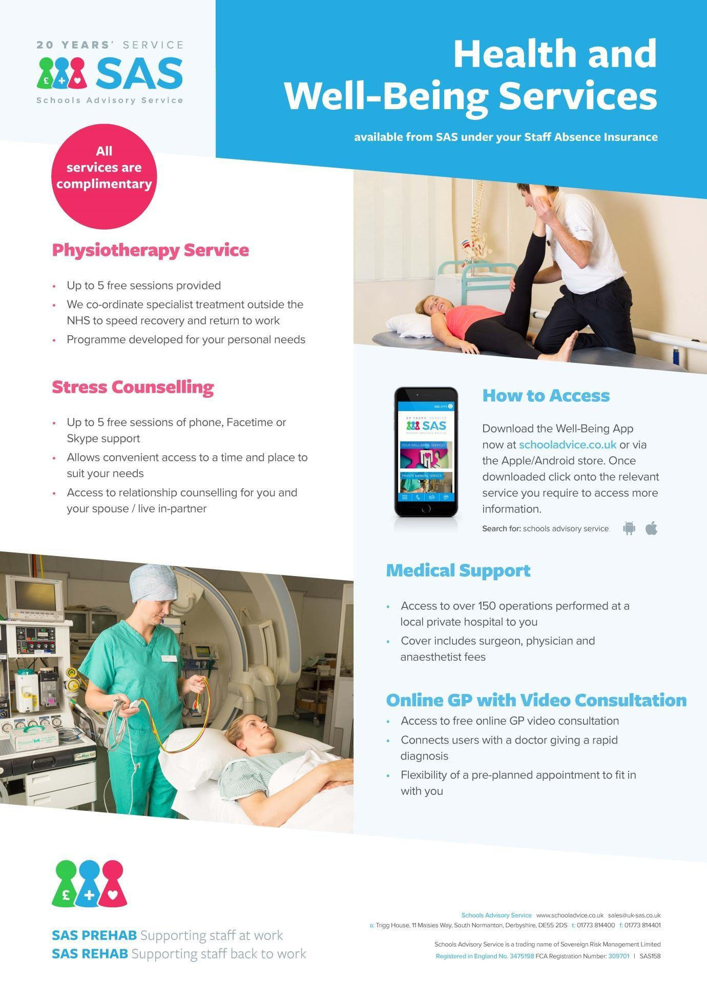 20 YEARS' SERVICE
SAS
Schools Advisory Service
Health and
Well-Being Services
available from SAS under your Staff Absence Insurance
All
services are
complimentary
Physiotherapy Service
• Up to 5 free sessions provided
• We co-ordinate specialist treatment outside the
NHS to speed recovery and return to work
• Programme developed for your personal needs
Stress Counselling
• Up to 5 free sessions of phone, Facetime or
Skype support
• Allows convenient access to a time and place to
suit your needs
• Access to relationship counselling for you and
your spouse / live in-partner
SAS APPS
20 YEARS' SERVICE
SAS
Schools Advisory Service
YOUR WELL-BEING SERVICES
PRIVATE MEDICAL SERVICE
How to Access
Download the Well-Being App
now at schooladvice.co.uk or via
the Apple/Android store. Once
downloaded click onto the relevant
service you require to access more
information.
Search for: schools advisory service
Medical Support
• Access to over 150 operations performed at a
local private hospital to you
• Cover includes surgeon, physician and
anaesthetist fees
Online GP with Video Consultation
• Access to free online GP video consultation
• Connects users with a doctor giving a rapid
diagnosis
• Flexibility of a pre-planned appointment to fit in
with you
£
SAS PREHAB Supporting staff at work
SAS REHAB Supporting staff back to work
Schools Advisory Service www.schooladvice.co.uk sales@uk-sas.co.uk
a: Trigg House, 11 Maisies Way, South Normanton, Derbyshire, DE55 2DS t: 01773 814400 f: 01773 814401
Schools Advisory Service is a trading name of Sovereign Risk Management Limited
Registered in England No. 3475198 FCA Registration Number: 309701 | SAS158